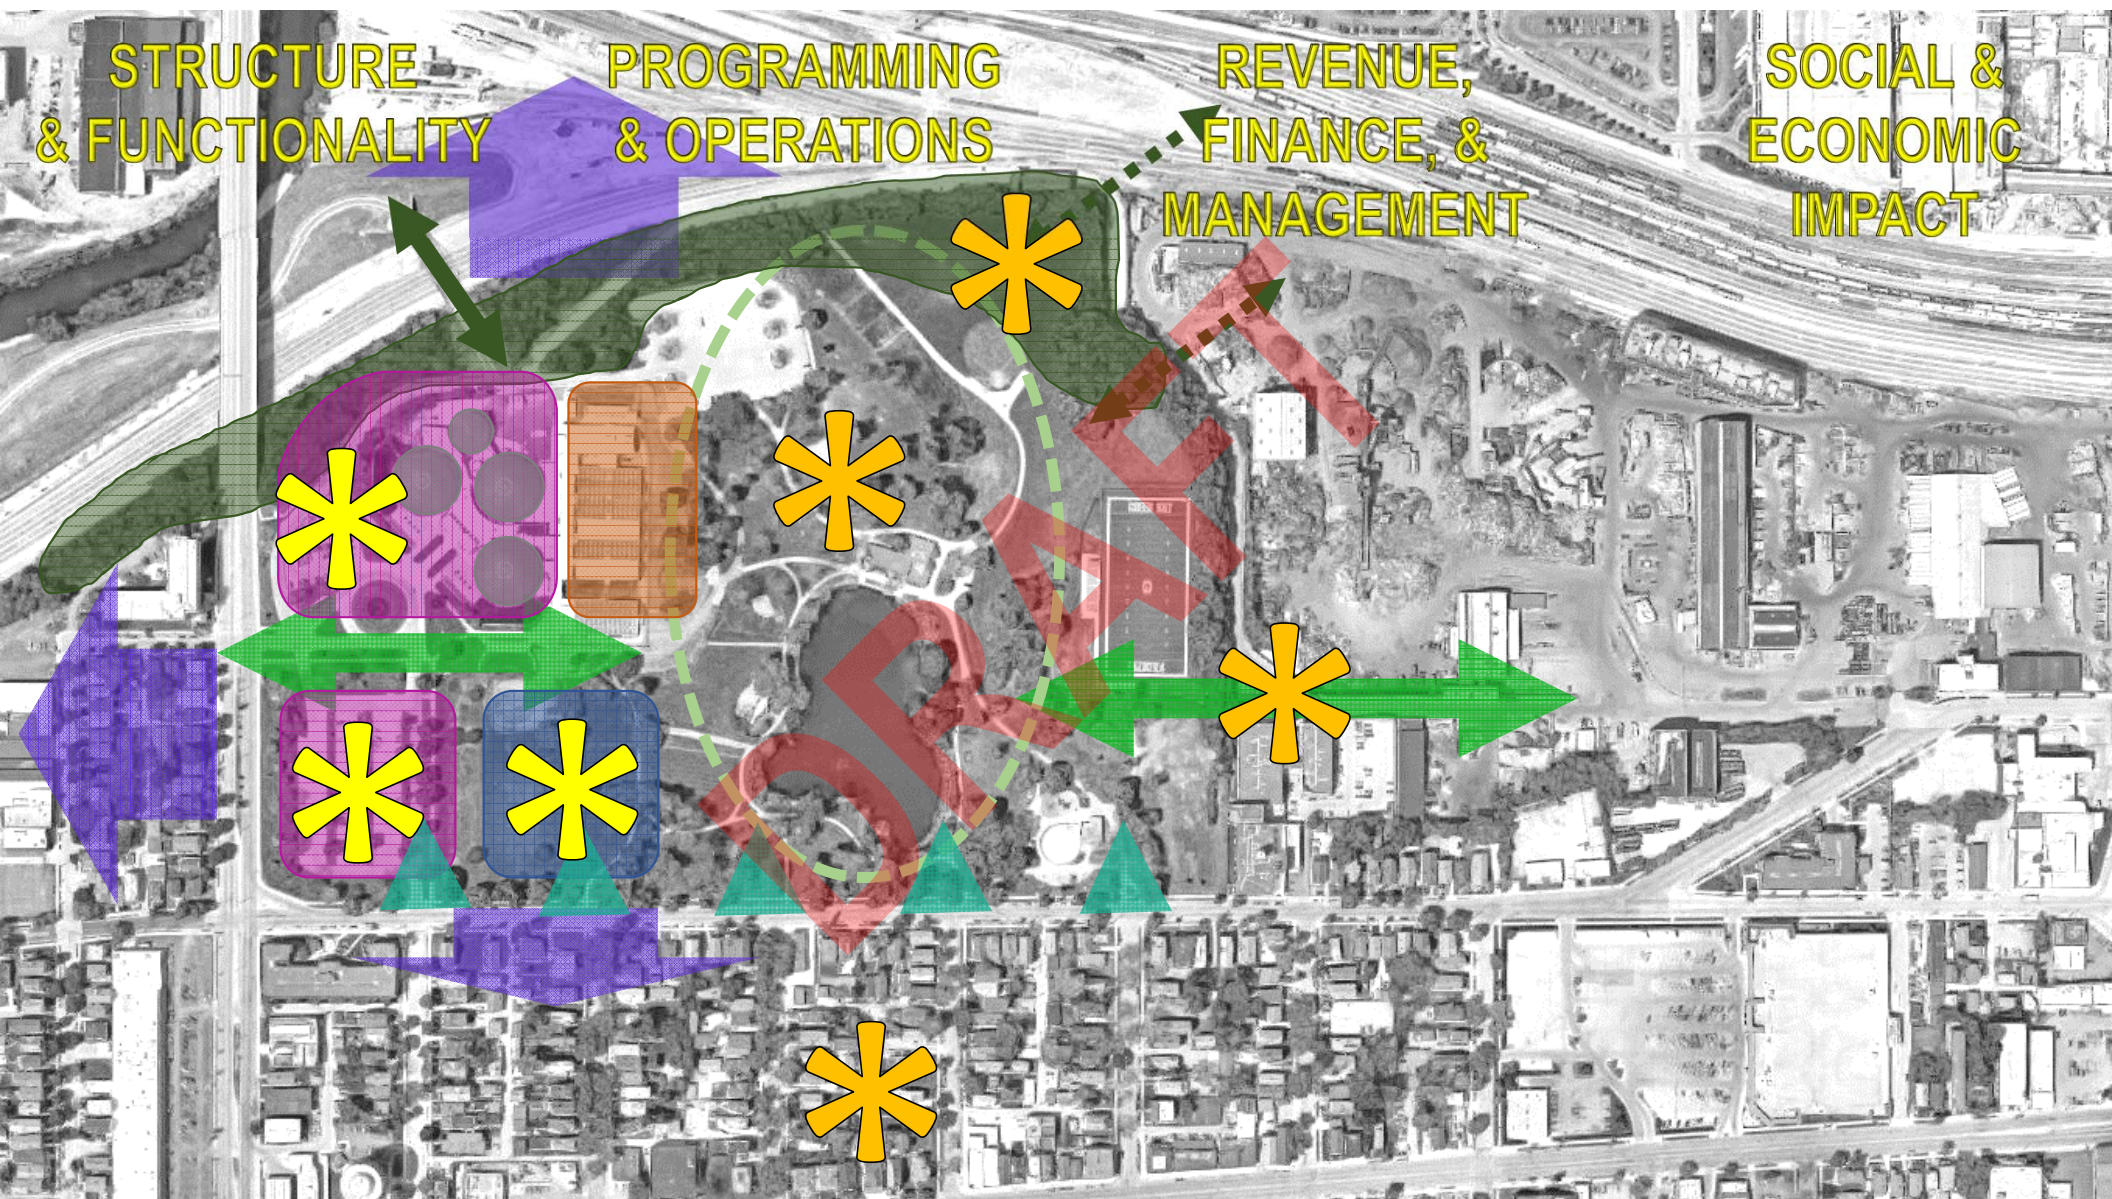 STRUCTURE
& FUNCTIONALITY
PROGRAMMING
& OPERATIONS
REVENUE,
FINANCE, &
MANAGEMENT
SOCIAL &
ECONOMIC
IMPACT
DRAFT